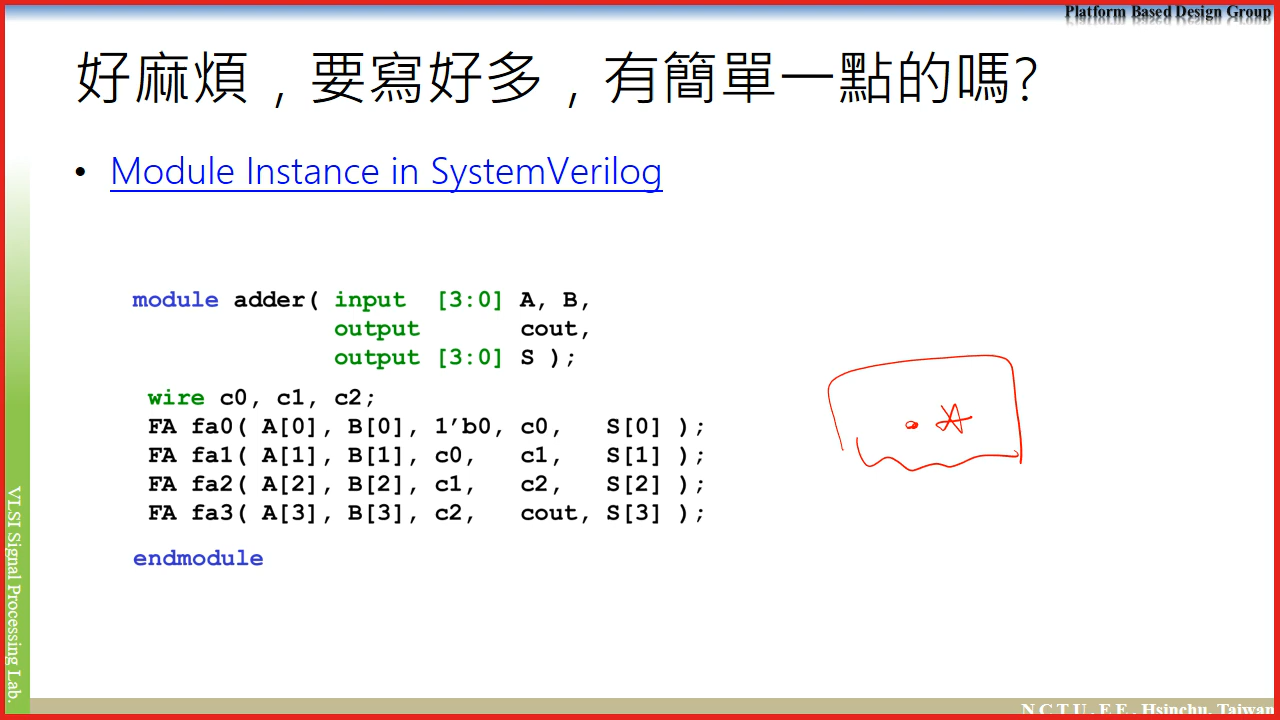 Platform Based Design Group
好麻煩，要寫好多，有簡單一點的嗎?
• Module Instance in SystemVerilog
module adder( input [3:0] A, B,
output cout,
output [3:0] S );
wire c0, c1, c2;
FA fa0( A[0], B[0], 1’b0, c0, S[0] );
FA fa1( A[1], B[1], c0, c1, S[1] );
FA fa2( A[2], B[2], c1, c2, S[2] );
FA fa3( A[3], B[3], c2, cout, S[3] );
endmodule
.*
VLSI Signal Processing Lab.
N C T U . E E , Hsinchu, Taiwan